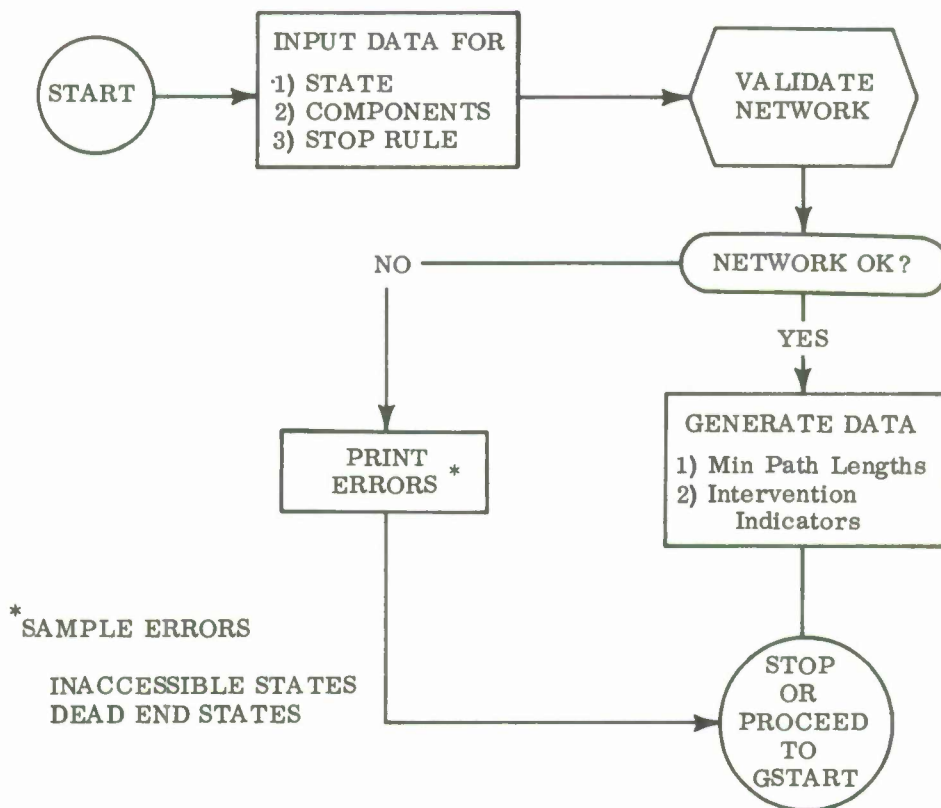 START
INPUT DATA FOR
1) STATE
2) COMPONENTS
3) STOP RULE
VALIDATE
NETWORK
NETWORK OK?
NO
YES
PRINT
ERRORS *
GENERATE DATA
1) Min Path Lengths
2) Intervention
Indicators
*SAMPLE ERRORS
INACCESSIBLE STATES
DEAD END STATES
STOP
OR
PROCEED
TO
GSTART